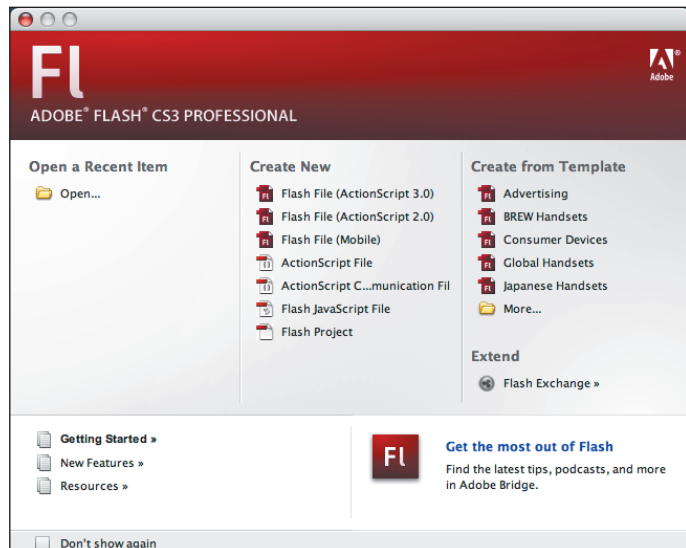 Fl
Adobe
ADOBE® FLASH® CS3 PROFESSIONAL
Open a Recent Item
Open...
Create New
Flash File (ActionScript 3.0)
Flash File (ActionScript 2.0)
Flash File (Mobile)
ActionScript File
ActionScript C...munication Fil
Flash JavaScript File
Flash Project
Create from Template
Advertising
BREW Handsets
Consumer Devices
Global Handsets
Japanese Handsets
More...
Extend
Flash Exchange »
Getting Started »
New Features »
Resources »
Fl
Get the most out of Flash
Find the latest tips, podcasts, and more
in Adobe Bridge.
Don't show again